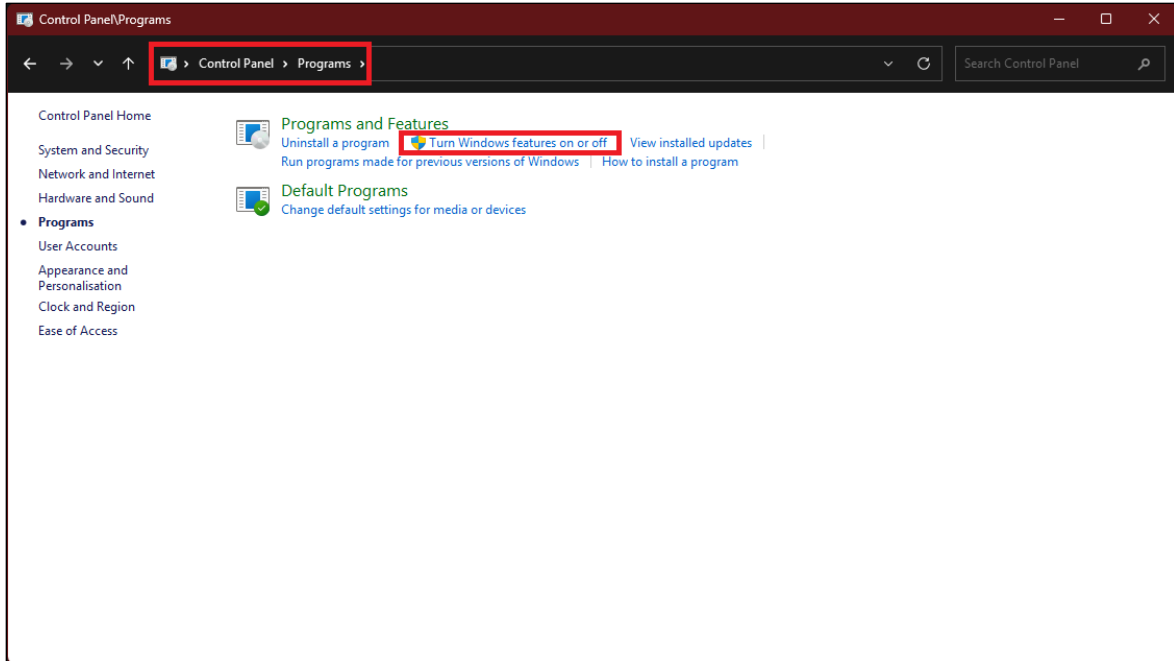 Control Panel\Programs
Control Panel > Programs >
Search Control Panel
Control Panel Home
System and Security
Network and Internet
Hardware and Sound
Programs
User Accounts
Appearance and
Personalisation
Clock and Region
Ease of Access
Programs and Features
Uninstall a program Turn Windows features on or off View installed updates
Run programs made for previous versions of Windows How to install a program
Default Programs
Change default settings for media or devices